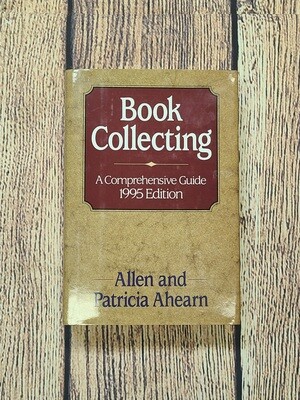 Book
Collecting
A Comprehensive Guide
1995 Edition
Allen and
Patricia Ahearn